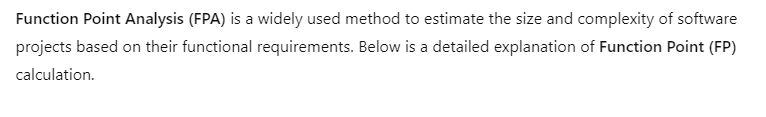 Function Point Analysis (FPA) is a widely used method to estimate the size and complexity of software
projects based on their functional requirements. Below is a detailed explanation of Function Point (FP)
calculation.